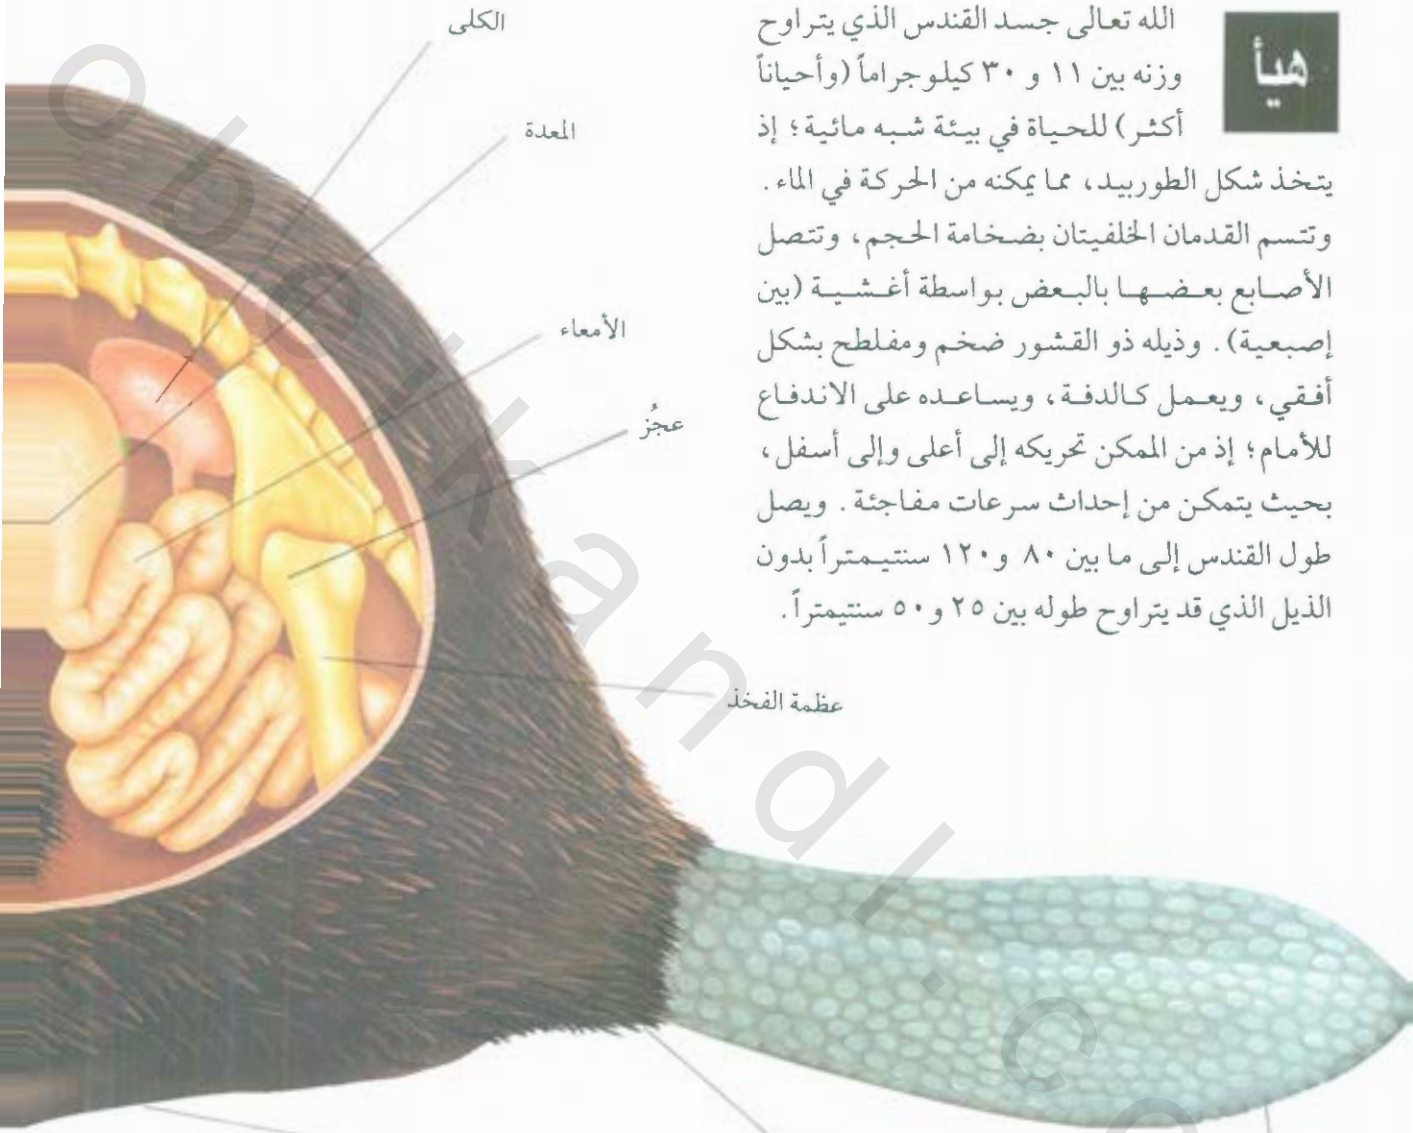 هيأ
الله تعالى جسد القندس الذي يتراوح
وزنه بين ١١ و ٣٠ كيلوجراماً (وأحياناً
أكثر) للحياة في بيئة شبه مائية؛ إذ
يتخذ شكل الطوربيد، مما يمكنه من الحركة في الماء.
وتتسم القدمان الخلفيتان بضخامة الحجم، وتتصل
الأصابع بعضها بالبعض بواسطة أغشية (بين
إصبعية). وذيله ذو القشور ضخم ومفلطح بشكل
أفقي، ويعمل كالدفة، ويساعده على الاندفاع
للأمام؛ إذ من الممكن تحريكه إلى أعلى وإلى أسفل،
بحيث يتمكن من إحداث سرعات مفاجئة. ويصل
طول القندس إلى ما بين ٨٠ و١٢٠ سنتيمتراً بدون
الذيل الذي قد يتراوح طوله بين ٢٥ و٥٠ سنتيمتراً.
الكلى
المعدة
الأمعاء
عجُز
عظمة الفخذ
obeikandl.co